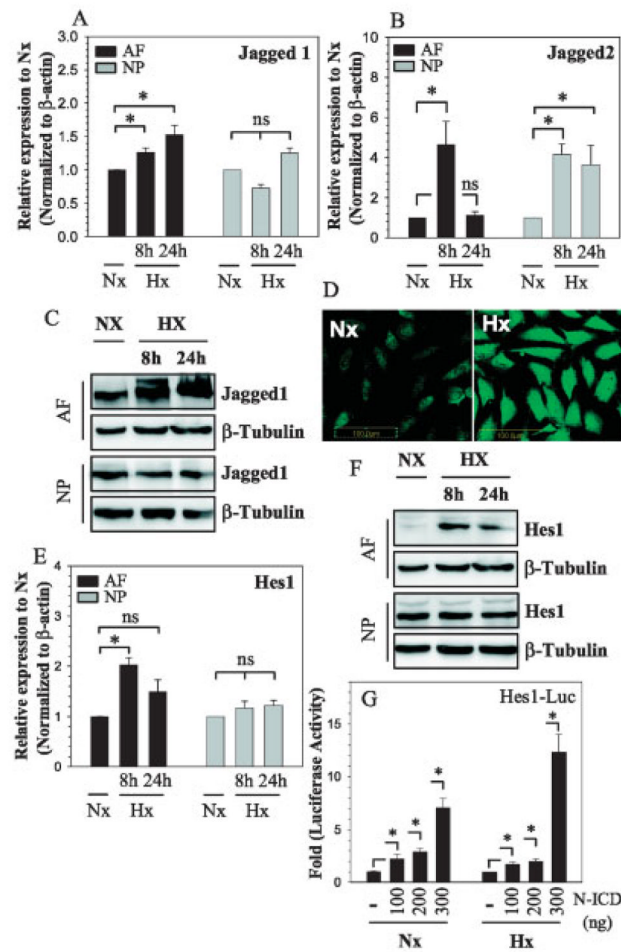 A
Jagged 1
AF
NP
Relative expression to Nx
(Normalized to β-actin)
3.0
2.5
2.0
1.5
1.0
0.5
0.0
*
*
ns
8h 24h
8h 24h
Nx Hx Nx Hx
B
Jagged2
AF
NP
Relative expression to Nx
(Normalized to β-actin)
10
8
6
4
2
0
*
ns
*
*
8h 24h
8h 24h
Nx Hx Nx Hx
C
NX HX
8h 24h
AF
Jagged1
β-Tubulin
NP
Jagged1
β-Tubulin
D
Nx
Hx
100.0µm
100.0µm
E
Hes1
AF
NP
Relative expression to Nx
(Normalized to β-actin)
4
3
2
1
0
ns
*
ns
8h 24h
8h 24h
Nx Hx Nx Hx
F
NX HX
8h 24h
AF
Hes1
β-Tubulin
NP
Hes1
β-Tubulin
G
Hes1-Luc
Fold (Luciferase Activity)
15
10
5
0
* * * * * *
- 100 200 300 - 100 200 300 N-ICD
(ng)
Nx Hx